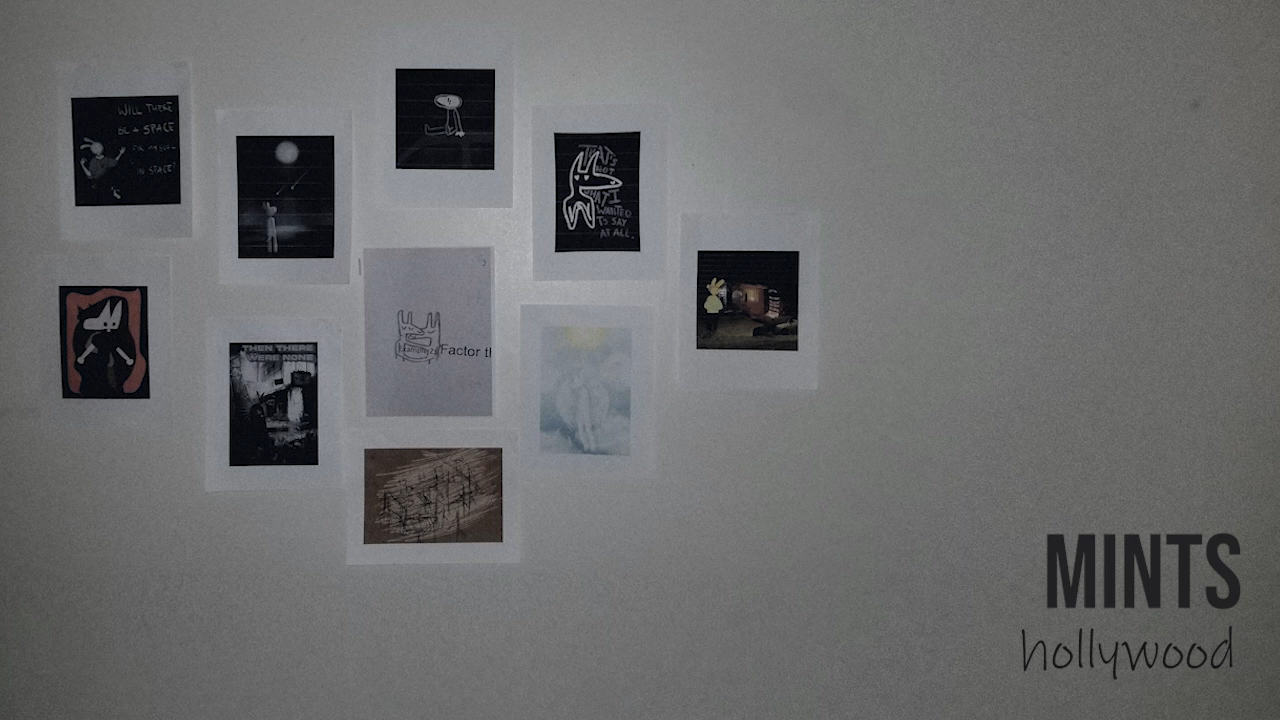 WILL THERE
BE A SPACE
IN SPACE?
THAT'S
NOT
WHAT I
WANTED
TO SAY
AT ALL.
Factor th
THEN THERE
WERE NONE
MINTS
hollywood